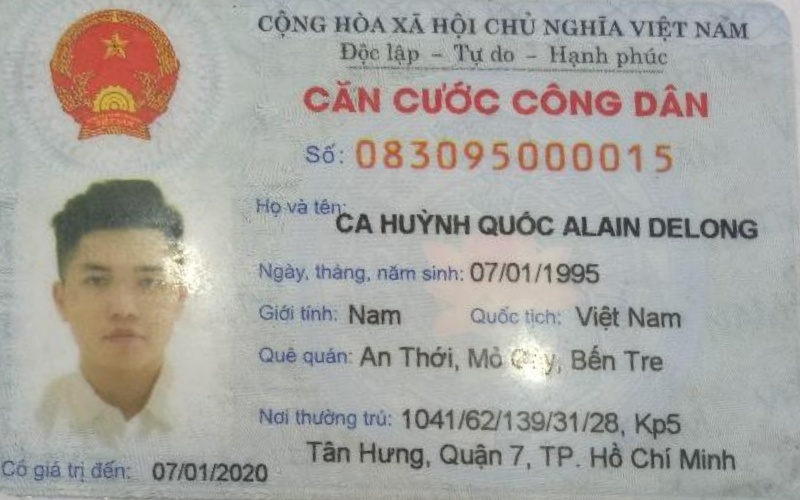 CỘNG HÒA XÃ HỘI CHỦ NGHĨA VIỆT NAM
Độc lập - Tự do - Hạnh phúc
CĂN CƯỚC CÔNG DÂN
Số: 083095000015
Họ và tên: CA HUỲNH QUÓC ALAIN DELONG
Ngày, tháng, năm sinh: 07/01/1995
Giới tính: Nam Quốc tịch: Việt Nam
Quê quán: An Thới, Mỏ Bến Tre
Nơi thường trú: 1041/62/139/31/28, Kp5
Tân Hưng, Quận 7, TP. Hồ Chí Minh
Có giá trị đến: 07/01/2020